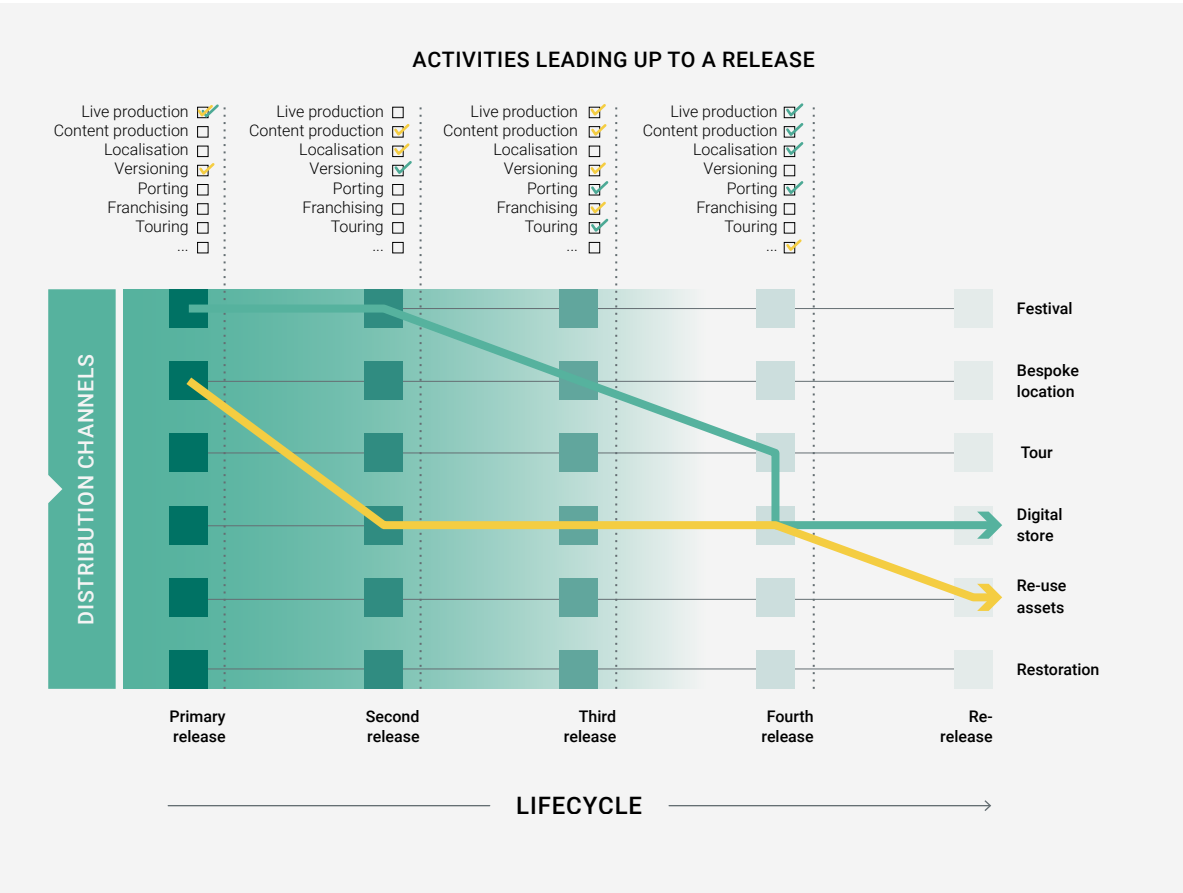 ACTIVITIES LEADING UP TO A RELEASE
Live production
Content production
Localisation
Versioning
Porting
Franchising
Touring
...
Live production
Content production
Localisation
Versioning
Porting
Franchising
Touring
...
Live production
Content production
Localisation
Versioning
Porting
Franchising
Touring
...
Live production
Content production
Localisation
Versioning
Porting
Franchising
Touring
...
DISTRIBUTION CHANNELS
Festival
Bespoke
location
Tour
Digital
store
Re-use
assets
Restoration
Primary
release
Second
release
Third
release
Fourth
release
Re-
release
LIFECYCLE